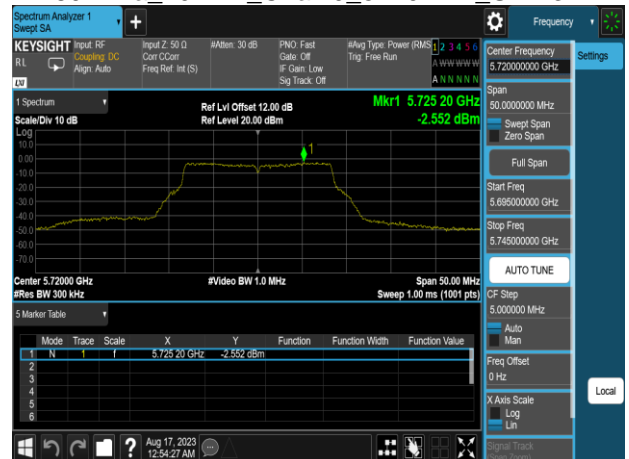 Spectrum Analyzer 1
Swept SA
Frequency
KEYSIGHT
RL
LXI
Input: RF
Coupling: DC
Align: Auto
Input Z: 50 Ω
Corr CCorr
Freq Ref: Int (S)
#Atten: 30 dB
PNO: Fast
Gate: Off
IF Gain: Low
Sig Track: Off
#Avg Type: Power (RMS
Trig: Free Run
1 2 3 4 5 6
A W W W W W
A N N N N N
Center Frequency
5.720000000 GHz
Settings
Span
50.0000000 MHz
Swept Span
Zero Span
Full Span
Start Freq
5.695000000 GHz
Stop Freq
5.745000000 GHz
AUTO TUNE
CF Step
5.000000 MHz
Auto
Man
Freq Offset
0 Hz
X Axis Scale
Log
Lin
Signal Track
(Span Zoom)
Local
1 Spectrum
Scale/Div 10 dB
Log
Ref Lvl Offset 12.00 dB
Ref Level 20.00 dBm
Mkr1 5.725 20 GHz
-2.552 dBm
1
10.0
0.00
-10.0
-20.0
-30.0
-40.0
-50.0
-60.0
-70.0
Center 5.72000 GHz
#Res BW 300 kHz
#Video BW 1.0 MHz
Span 50.00 MHz
Sweep 1.00 ms (1001 pts)
5 Marker Table
Mode Trace Scale X Y Function Function Width Function Value
1 N 1 f 5.725 20 GHz -2.552 dBm
2
3
4
5
6
Aug 17, 2023
12:54:27 AM